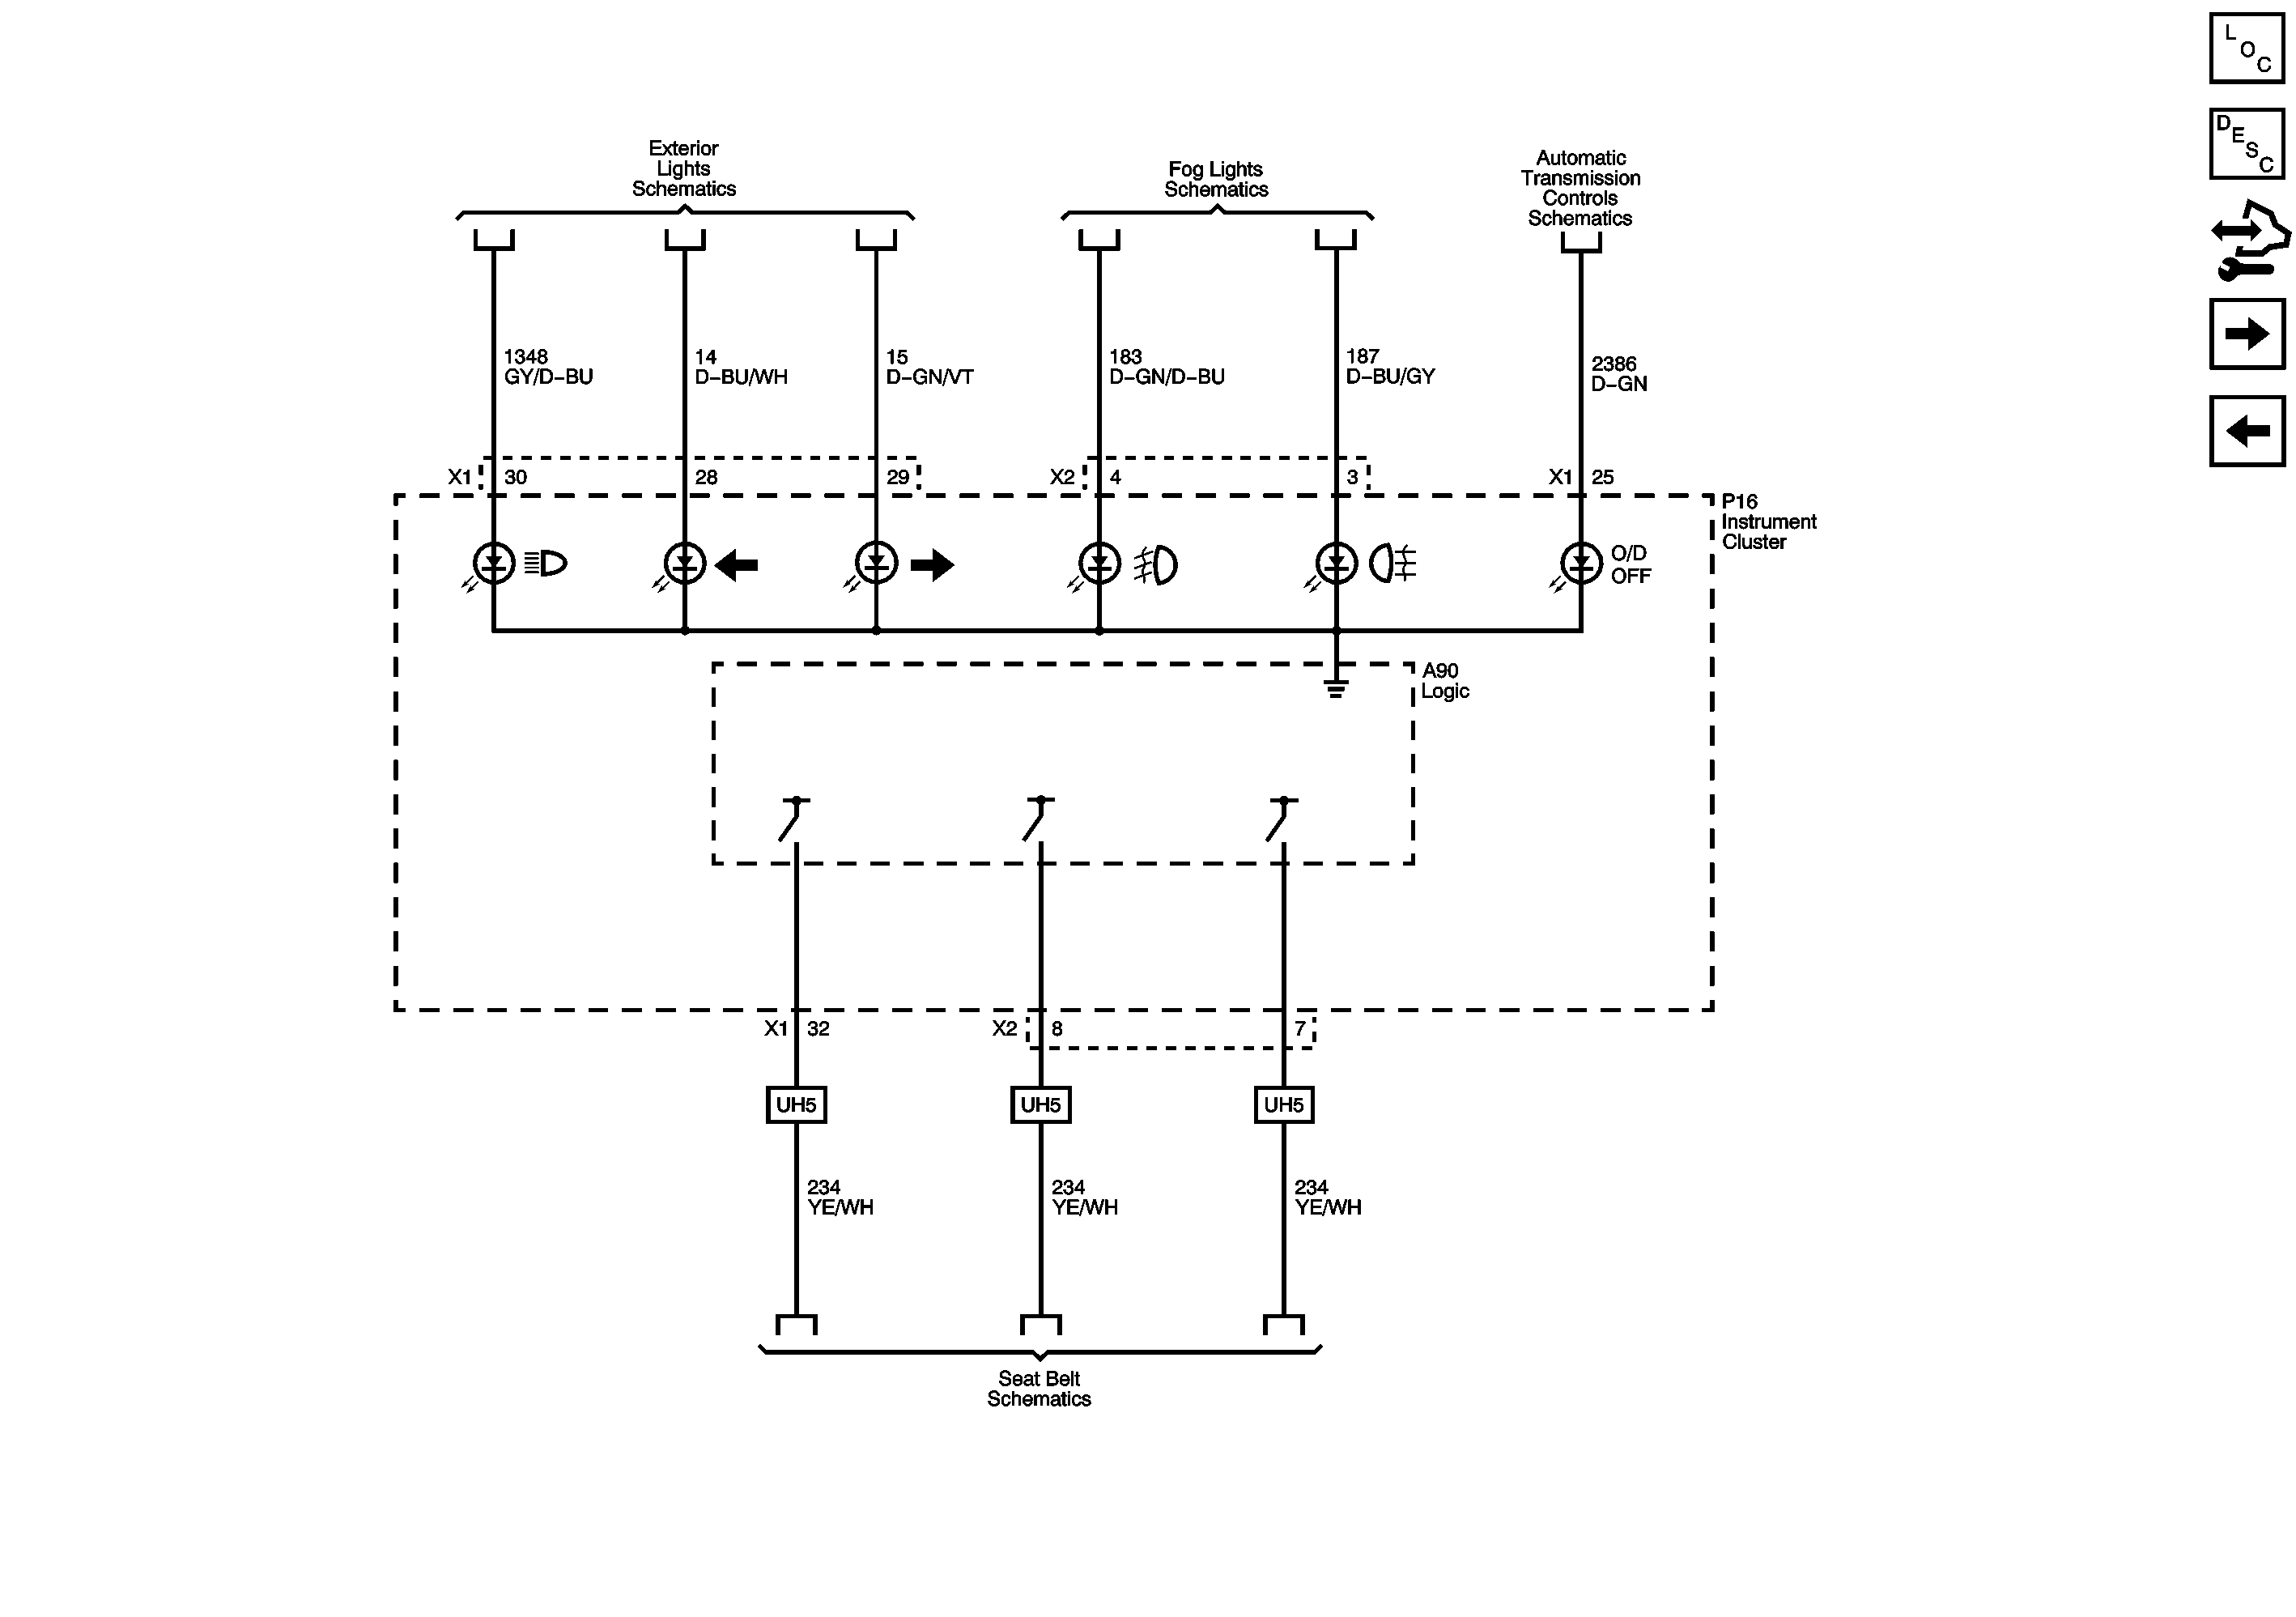 L
O
C
D
E
S
C
Exterior
Lights
Schematics
Fog Lights
Schematics
Automatic
Transmission
Controls
Schematics
1348
GY/D–BU
14
D–BU/WH
15
D–GN/VT
183
D–GN/D–BU
187
D–BU/GY
2386
D–GN
X1 30
28
29
X2 4
3
X1 25
P16
Instrument
Cluster
O/D
OFF
A90
Logic
X1 32
X2 8
7
UH5
UH5
UH5
234
YE/WH
234
YE/WH
234
YE/WH
Seat Belt
Schematics